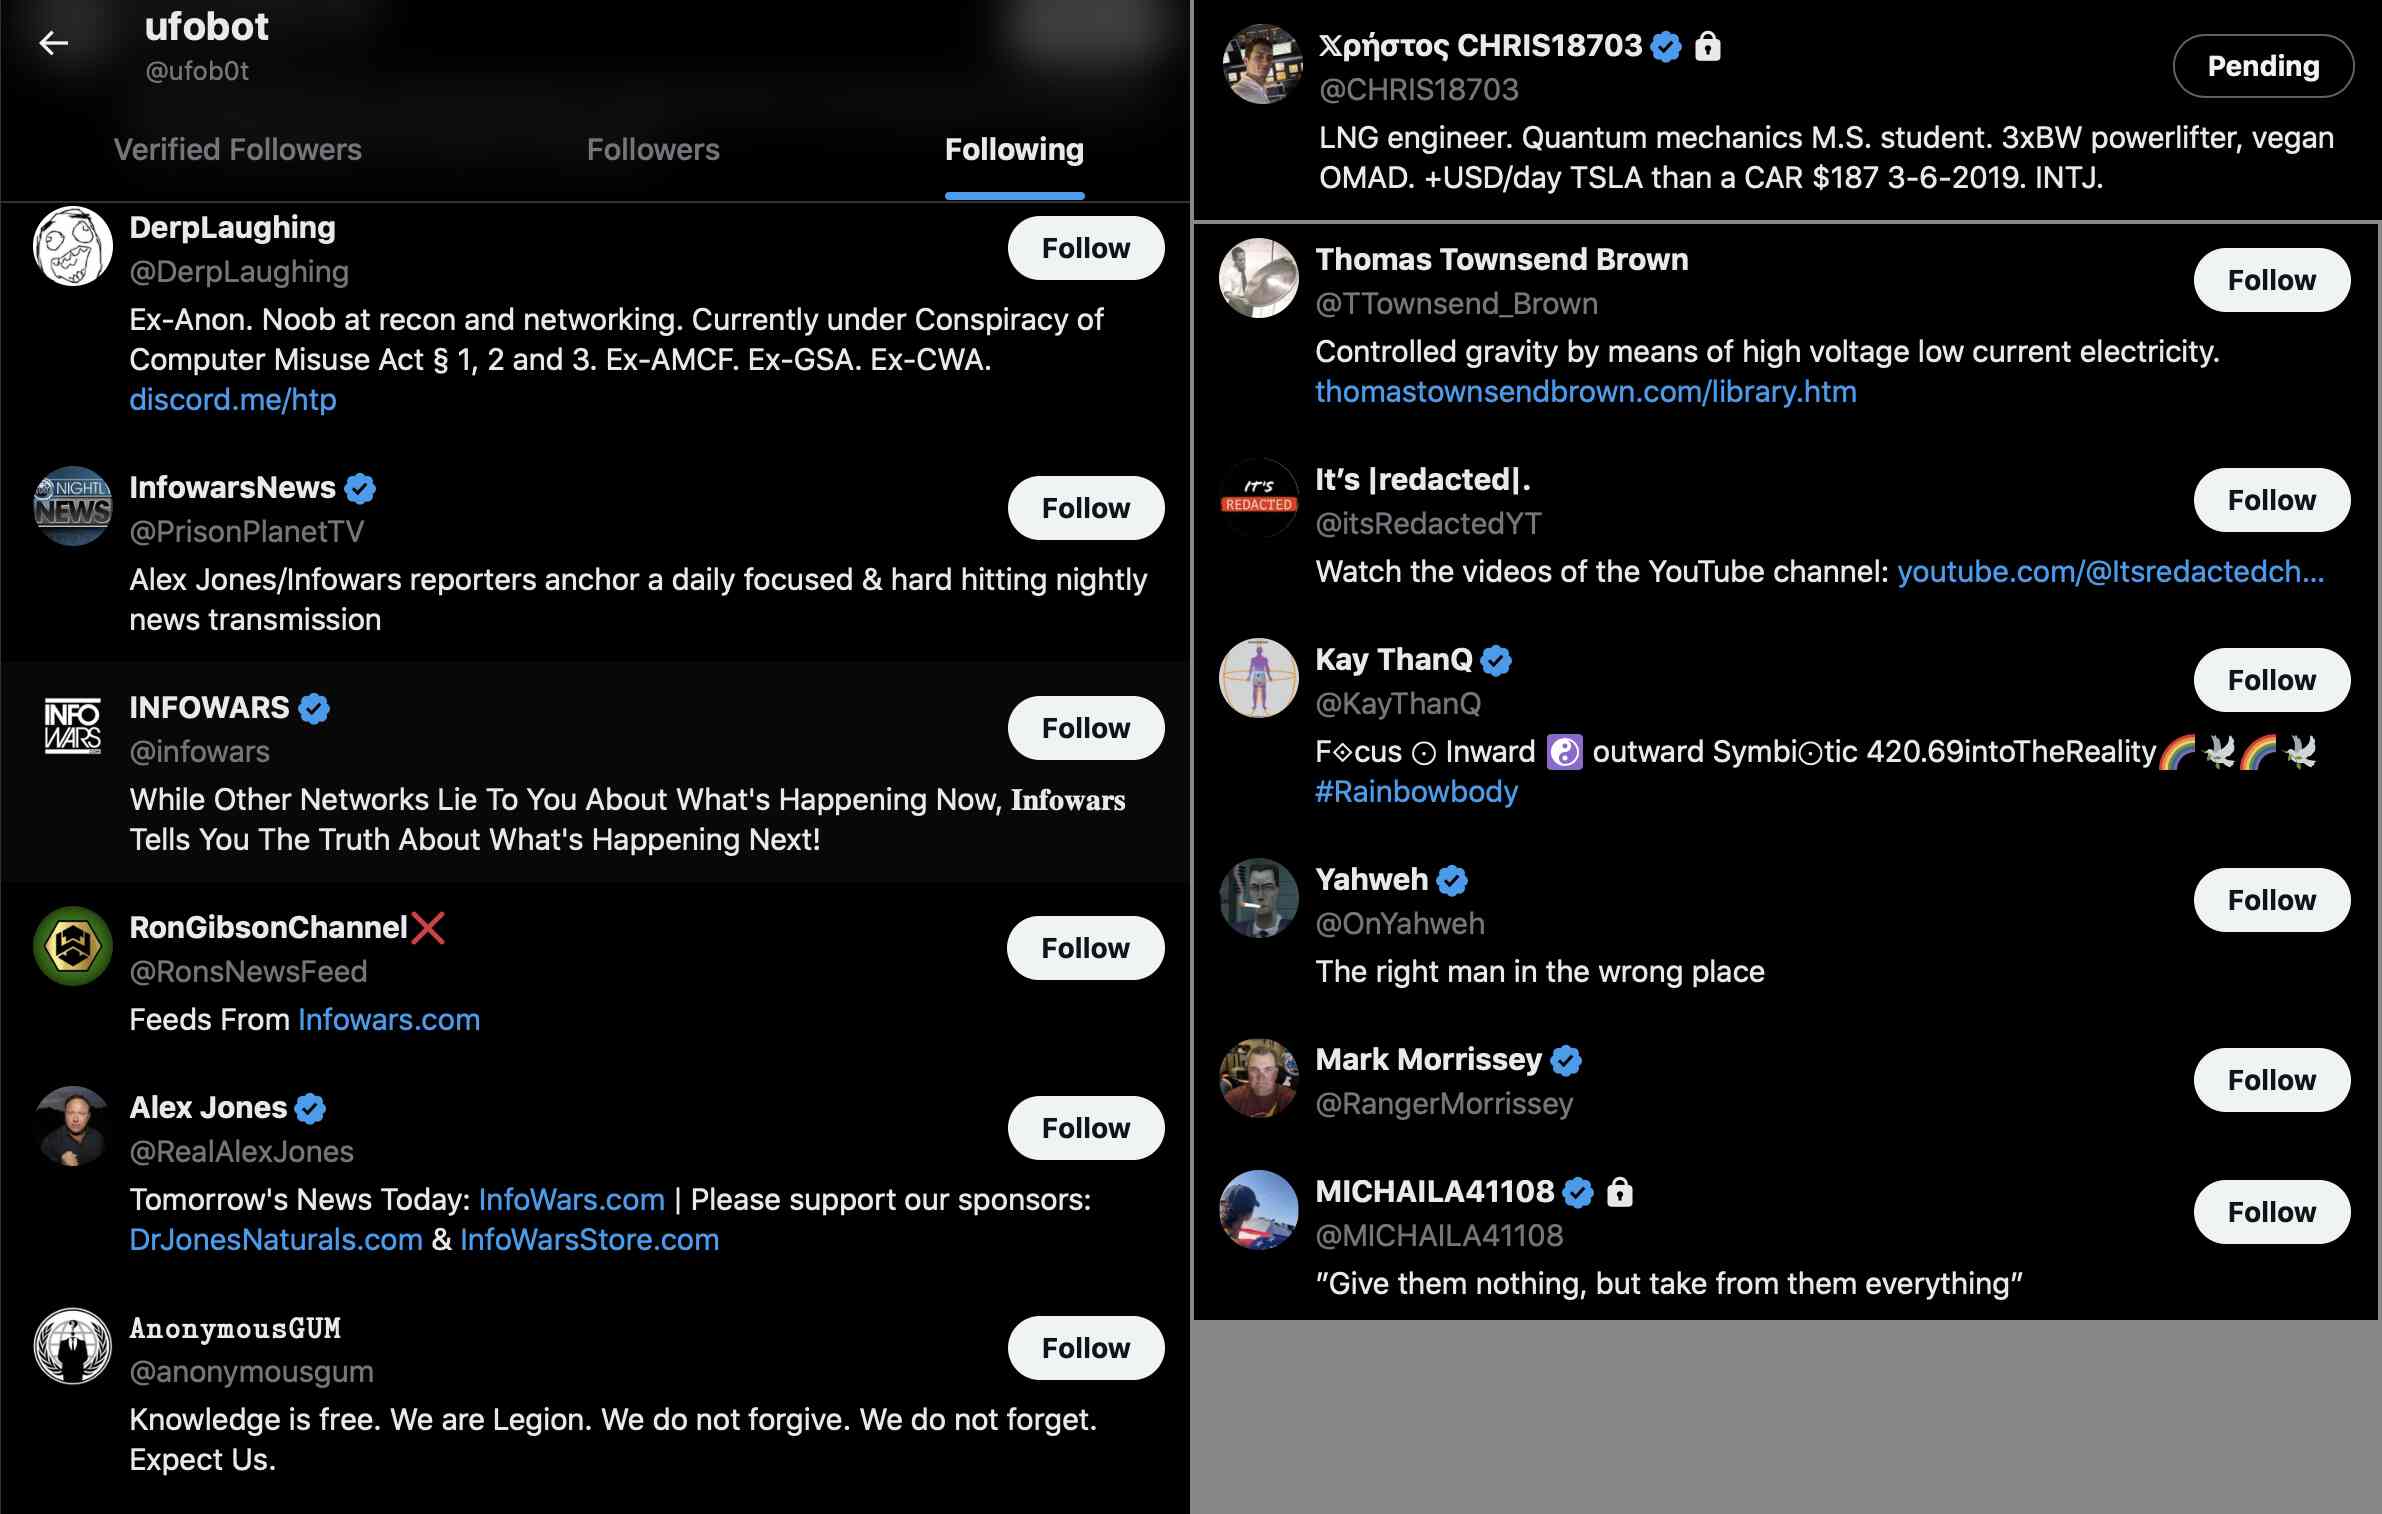 ufobot
@ufob0t
Verified Followers
Followers
Following
DerpLaughing
Follow
@DerpLaughing
Ex-Anon. Noob at recon and networking. Currently under Conspiracy of
Computer Misuse Act § 1, 2 and 3. Ex-AMCF. Ex-GSA. Ex-CWA.
discord.me/htp
NIGHTLY
NEWS
InfowarsNews
Follow
@PrisonPlanetTV
Alex Jones/Infowars reporters anchor a daily focused & hard hitting nightly
news transmission
INFO
WARS
INFOWARS
Follow
@infowars
While Other Networks Lie To You About What's Happening Now, 𝐈𝐧𝐟𝐨𝐰𝐚𝐫𝐬
Tells You The Truth About What's Happening Next!
RonGibsonChannel❌
Follow
@RonsNewsFeed
Feeds From Infowars.com
Alex Jones
Follow
@RealAlexJones
Tomorrow's News Today: InfoWars.com | Please support our sponsors:
DrJonesNaturals.com & InfoWarsStore.com
𝙰𝚗𝚘𝚗𝚢𝚖𝚘𝚞𝚜𝙶𝚄𝙼
Follow
@anonymousgum
Knowledge is free. We are Legion. We do not forgive. We do not forget.
Expect Us.
𝕏ρήστος CHRIS18703
Pending
@CHRIS18703
LNG engineer. Quantum mechanics M.S. student. 3xBW powerlifter, vegan
OMAD. +USD/day TSLA than a CAR $187 3-6-2019. INTJ.
Thomas Townsend Brown
Follow
@TTownsend_Brown
Controlled gravity by means of high voltage low current electricity.
thomastownsendbrown.com/library.htm
IT'S
REDACTED
It’s |redacted|.
Follow
@itsRedactedYT
Watch the videos of the YouTube channel: youtube.com/@Itsredactedch…
Kay ThanQ
Follow
@KayThanQ
F⟐cus ⊙ Inward ☯️ outward Symbi⊙tic 420.69intoTheReality🌈🕊️🌈🕊️
#Rainbowbody
Yahweh
Follow
@OnYahweh
The right man in the wrong place
Mark Morrissey
Follow
@RangerMorrissey
MICHAILA41108
Follow
@MICHAILA41108
"Give them nothing, but take from them everything"